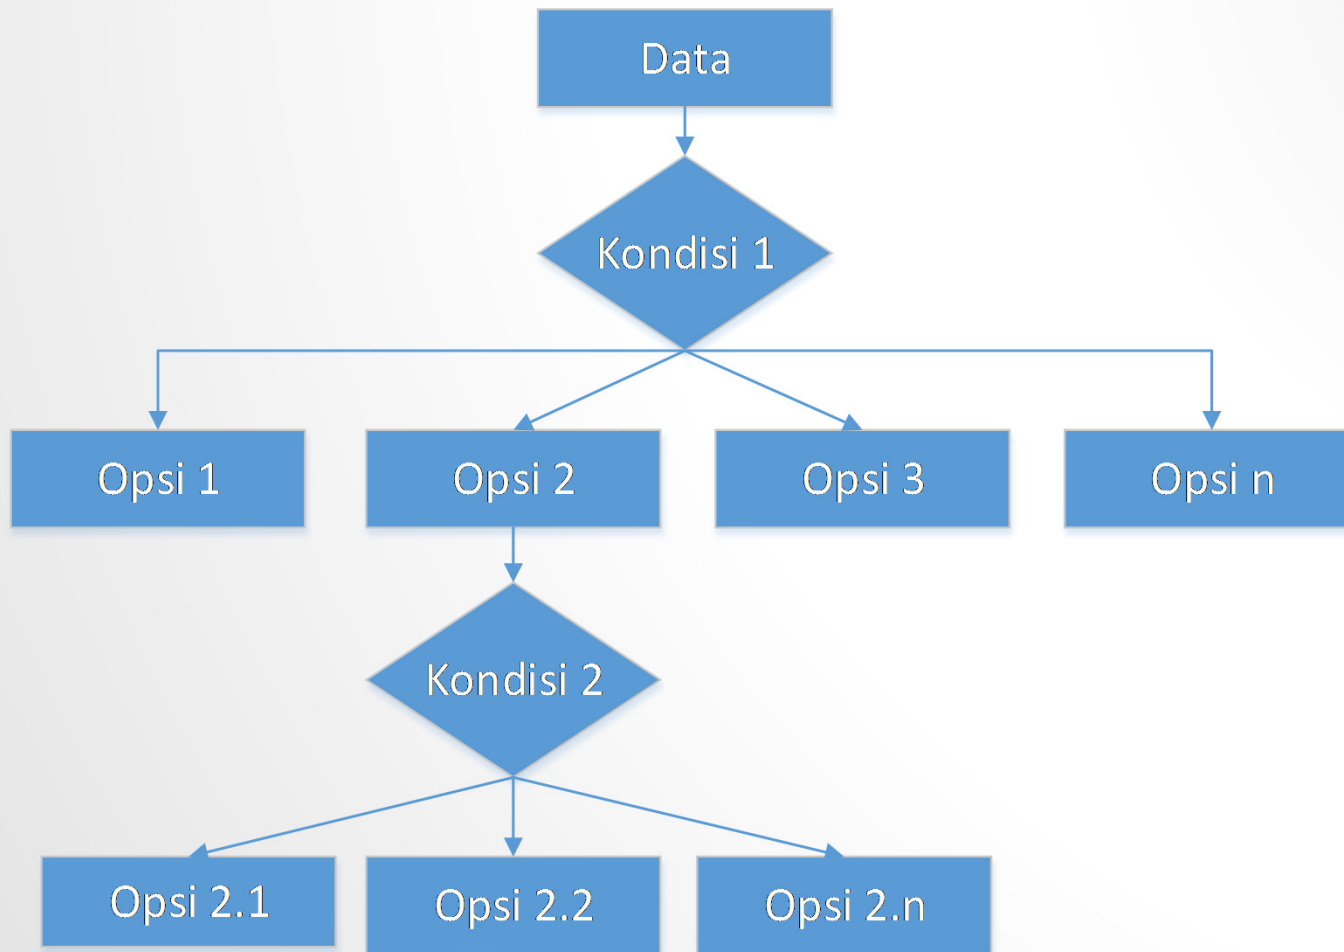 Data
Kondisi 1
Opsi 1
Opsi 2
Opsi 3
Opsi n
Kondisi 2
Opsi 2.1
Opsi 2.2
Opsi 2.n